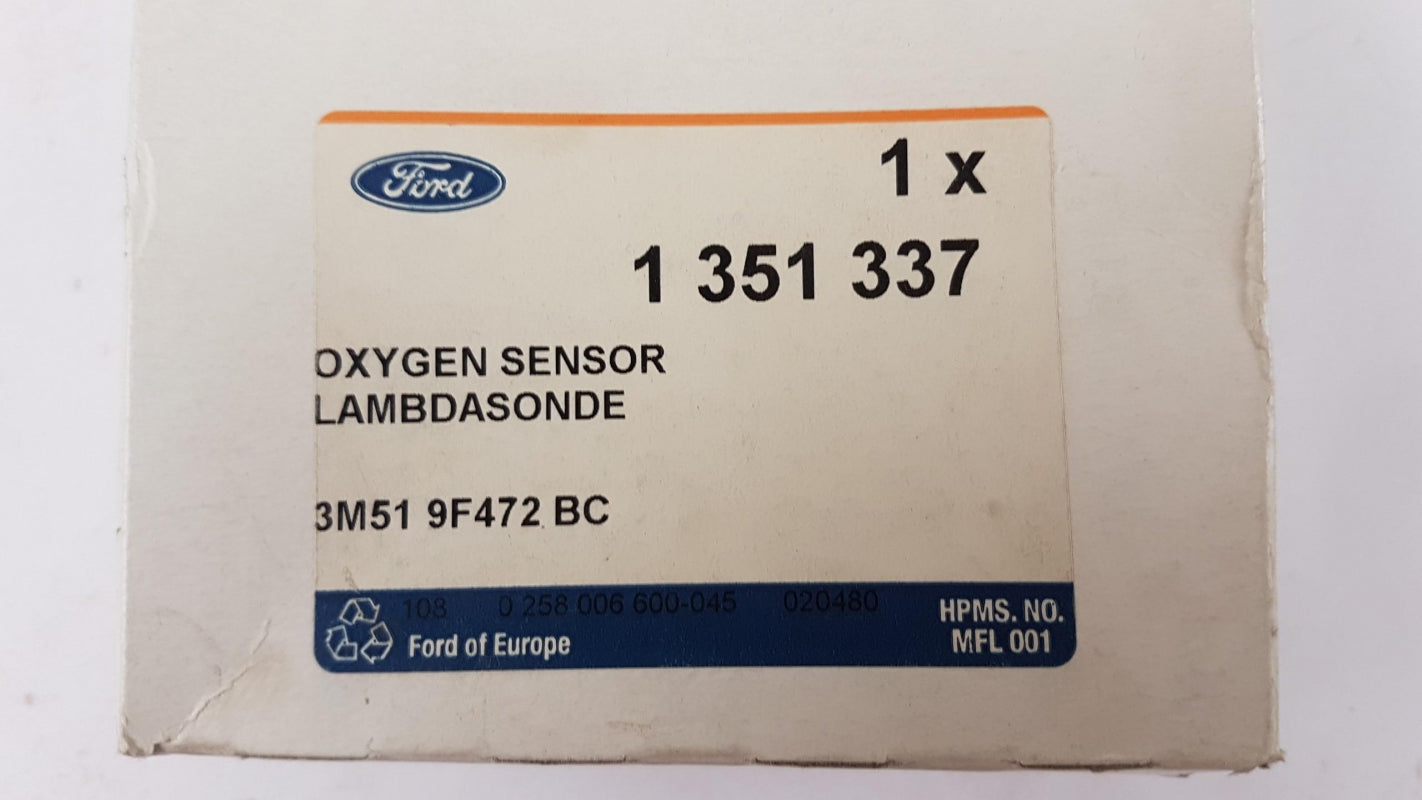 Ford
1 x
1 351 337
OXYGEN SENSOR
LAMBDASONDE
3M51 9F472 BC
108 0 258 006 600-045 020480
HPMS. NO.
Ford of Europe
MFL 001